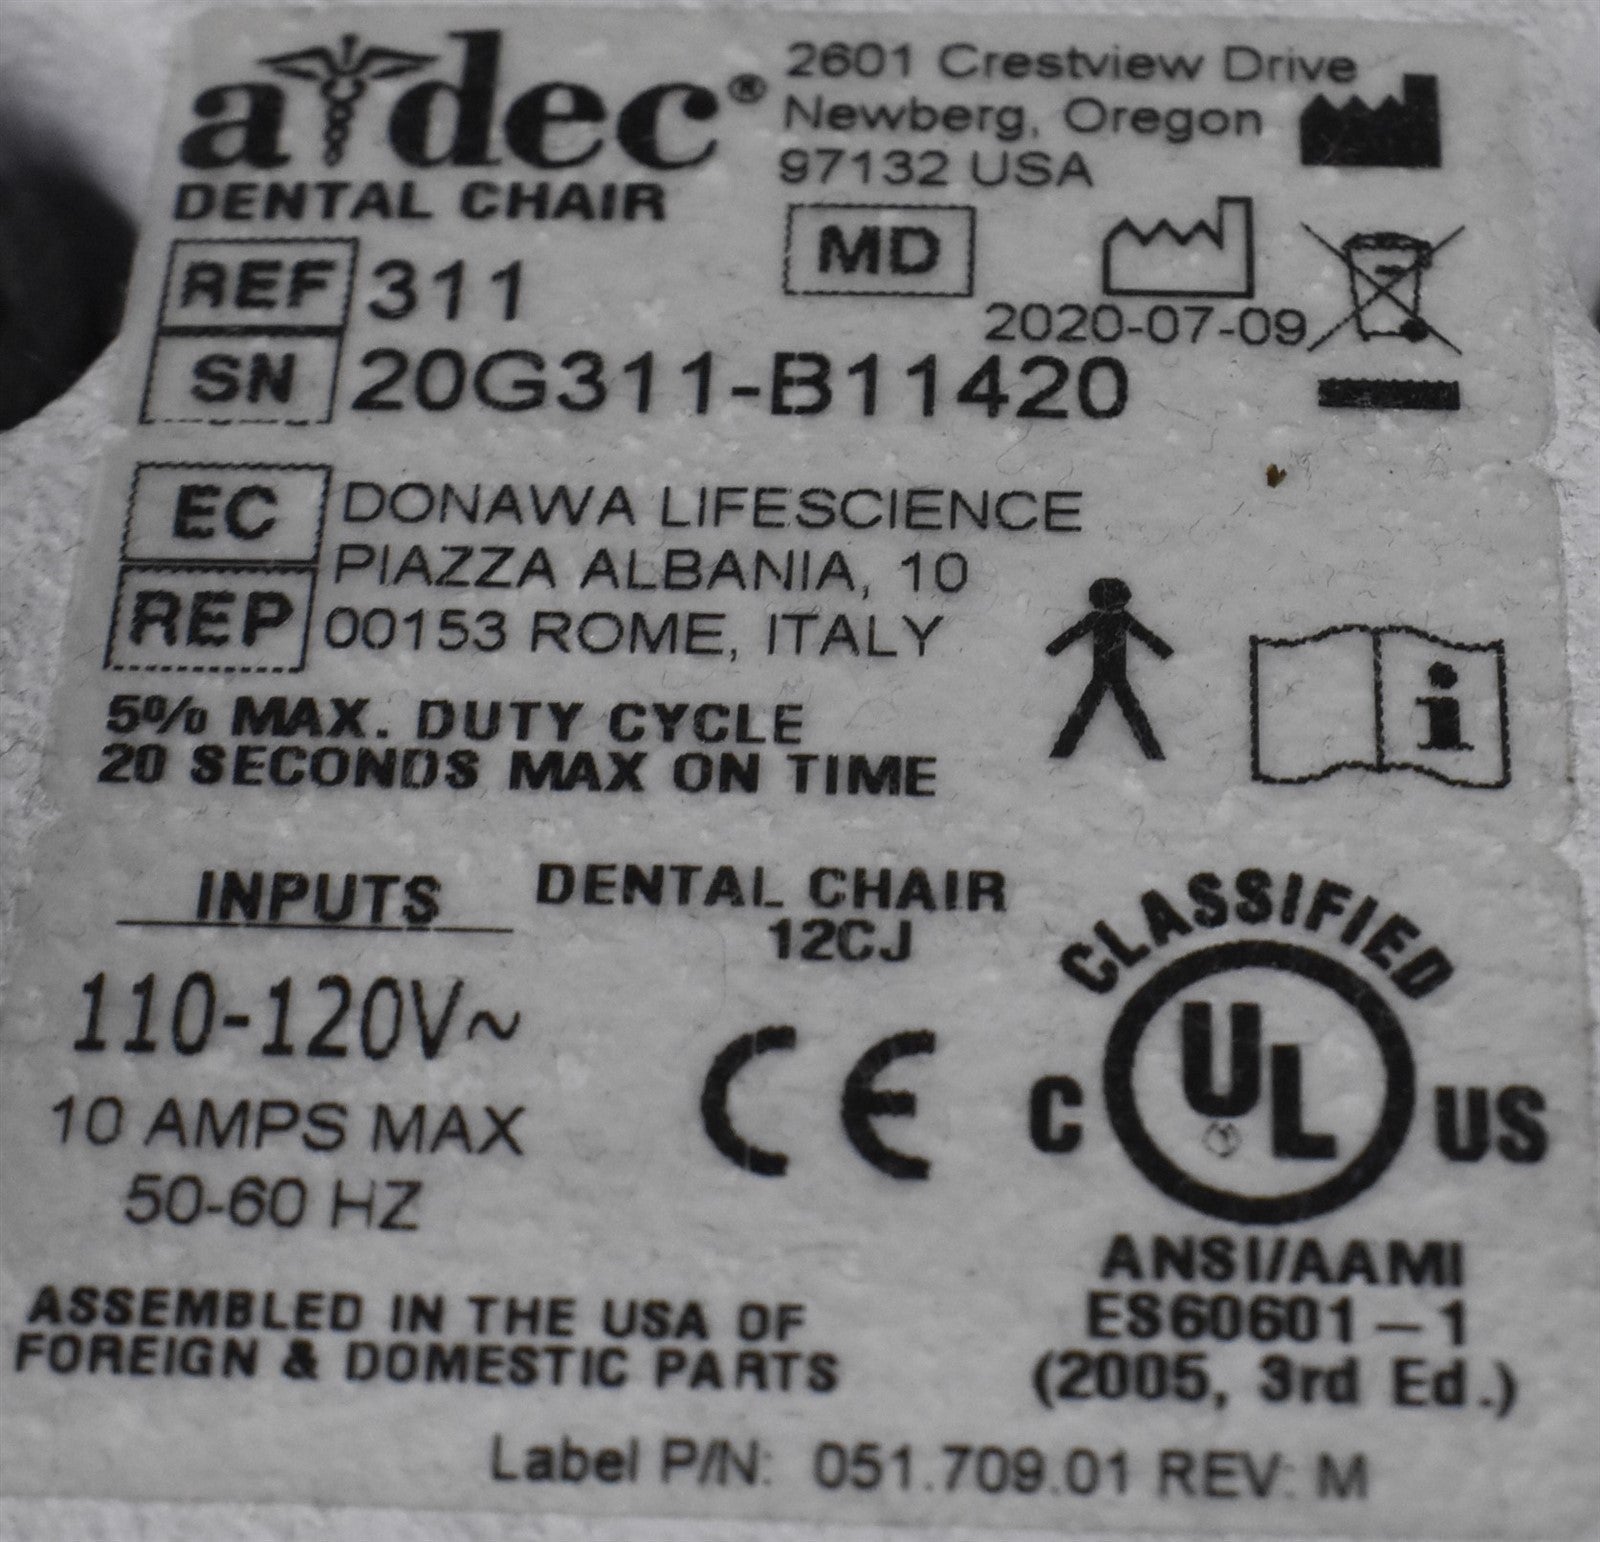 a dec®
DENTAL CHAIR
2601 Crestview Drive
Newberg, Oregon
97132 USA
REF 311
MD
2020-07-09
SN 20G311-B11420
EC REP
DONAWA LIFESCIENCE
PIAZZA ALBANIA, 10
00153 ROME, ITALY
5% MAX. DUTY CYCLE
20 SECONDS MAX ON TIME
i
INPUTS
110-120V~
10 AMPS MAX
50-60 HZ
DENTAL CHAIR
12CJ
CE
CLASSIFIED
C UL US
ANSI/AAMI
ES60601-1
(2005, 3rd Ed.)
ASSEMBLED IN THE USA OF
FOREIGN & DOMESTIC PARTS
Label P/N: 051.709.01 REV: M